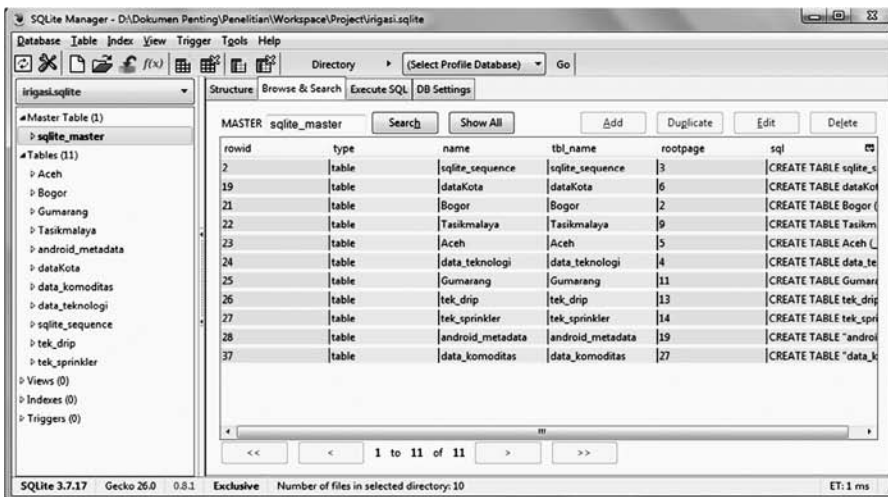 SQLite Manager - D:\Dokumen Penting\Penelitian\Workspace\Project\irigasi.sqlite
Database Table Index View Trigger Tools Help
f(x) Directory (Select Profile Database) Go
irigasi.sqlite
Structure Browse & Search Execute SQL DB Settings
Master Table (1)
sqlite_master
Tables (11)
Aceh
Bogor
Gumarang
Tasikmalaya
android_metadata
dataKota
data_komoditas
data_teknologi
sqlite_sequence
tek_drip
tek_sprinkler
Views (0)
Indexes (0)
Triggers (0)
MASTER sqlite_master Search Show All Add Duplicate Edit Delete
rowid type name tbl_name rootpage sql
2 table sqlite_sequence sqlite_sequence 3 CREATE TABLE sqlite_s
19 table dataKota dataKota 6 CREATE TABLE dataKot
21 table Bogor Bogor 2 CREATE TABLE Bogor (
22 table Tasikmalaya Tasikmalaya 9 CREATE TABLE Tasikm
23 table Aceh Aceh 5 CREATE TABLE Aceh (_
24 table data_teknologi data_teknologi 4 CREATE TABLE data_te
25 table Gumarang Gumarang 11 CREATE TABLE Gumara
26 table tek_drip tek_drip 13 CREATE TABLE tek_drip
27 table tek_sprinkler tek_sprinkler 14 CREATE TABLE tek_spri
28 table android_metadata android_metadata 19 CREATE TABLE "androi
37 table data_komoditas data_komoditas 27 CREATE TABLE "data_k
<< < 1 to 11 of 11 > >>
SQLite 3.7.17 Gecko 26.0 0.8.1 Exclusive Number of files in selected directory: 10 ET: 1 ms